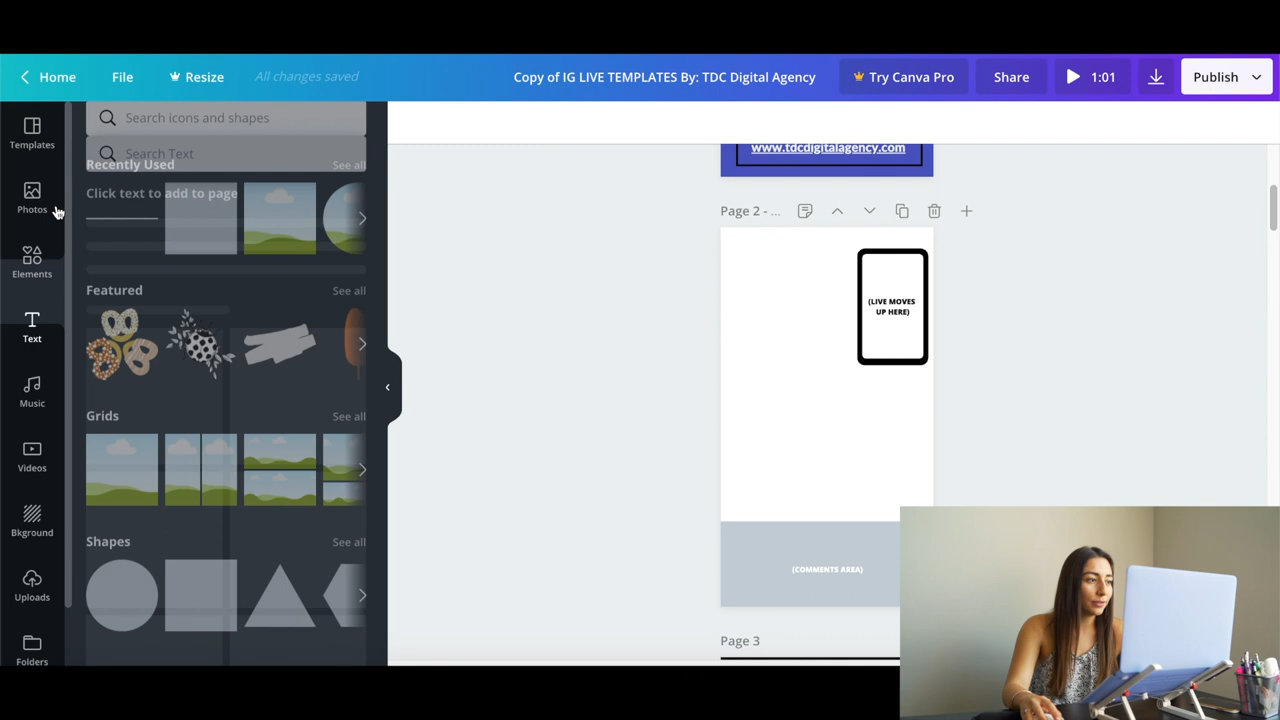 Home
File
Resize
All changes saved
Copy of IG LIVE TEMPLATES By: TDC Digital Agency
Try Canva Pro
Share
1:01
Publish
Templates
Photos
Elements
Text
Music
Videos
Bkground
Uploads
Folders
Search icons and shapes
Search Text
Recently Used
See all
Click text to add to page
Featured
See all
Grids
See all
Shapes
See all
www.tdcdigitalagency.com
Page 2 - ...
(LIVE MOVES
UP HERE)
(COMMENTS AREA)
Page 3